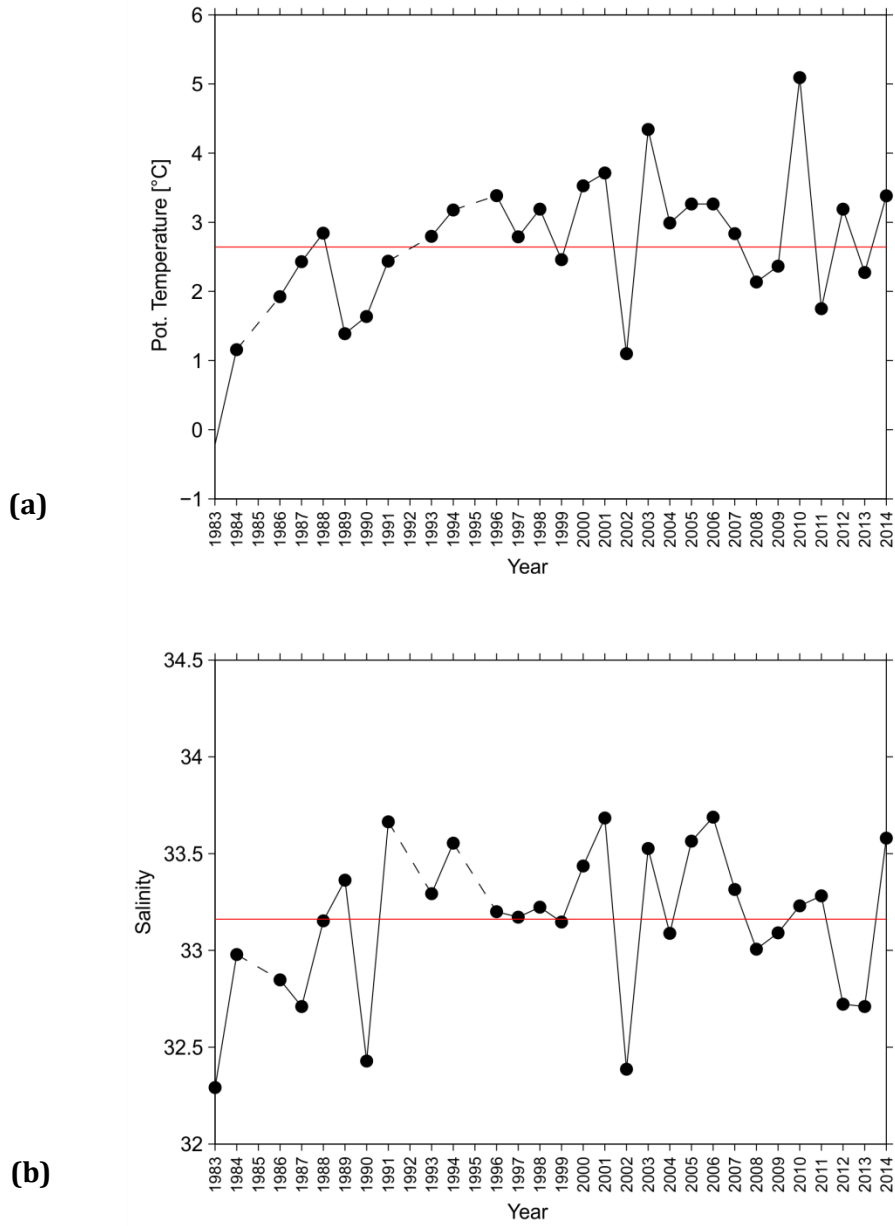 6
5
4
3
2
1
0
−1
Pot. Temperature [°C]
1983 1984 1985 1986 1987 1988 1989 1990 1991 1992 1993 1994 1995 1996 1997 1998 1999 2000 2001 2002 2003 2004 2005 2006 2007 2008 2009 2010 2011 2012 2013 2014
Year
(a)
34.5
34
33.5
33
32.5
32
Salinity
1983 1984 1985 1986 1987 1988 1989 1990 1991 1992 1993 1994 1995 1996 1997 1998 1999 2000 2001 2002 2003 2004 2005 2006 2007 2008 2009 2010 2011 2012 2013 2014
Year
(b)